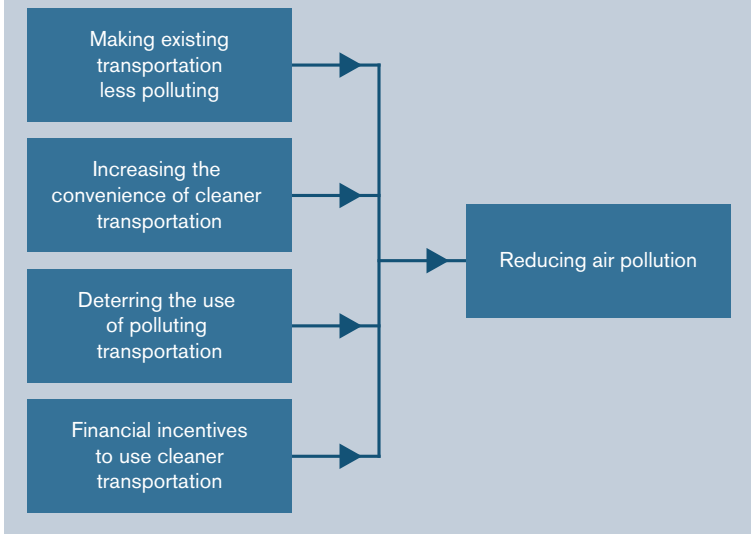 Making existing
transportation
less polluting
Increasing the
convenience of cleaner
transportation
Deterring the use
of polluting
transportation
Financial incentives
to use cleaner
transportation
Reducing air pollution